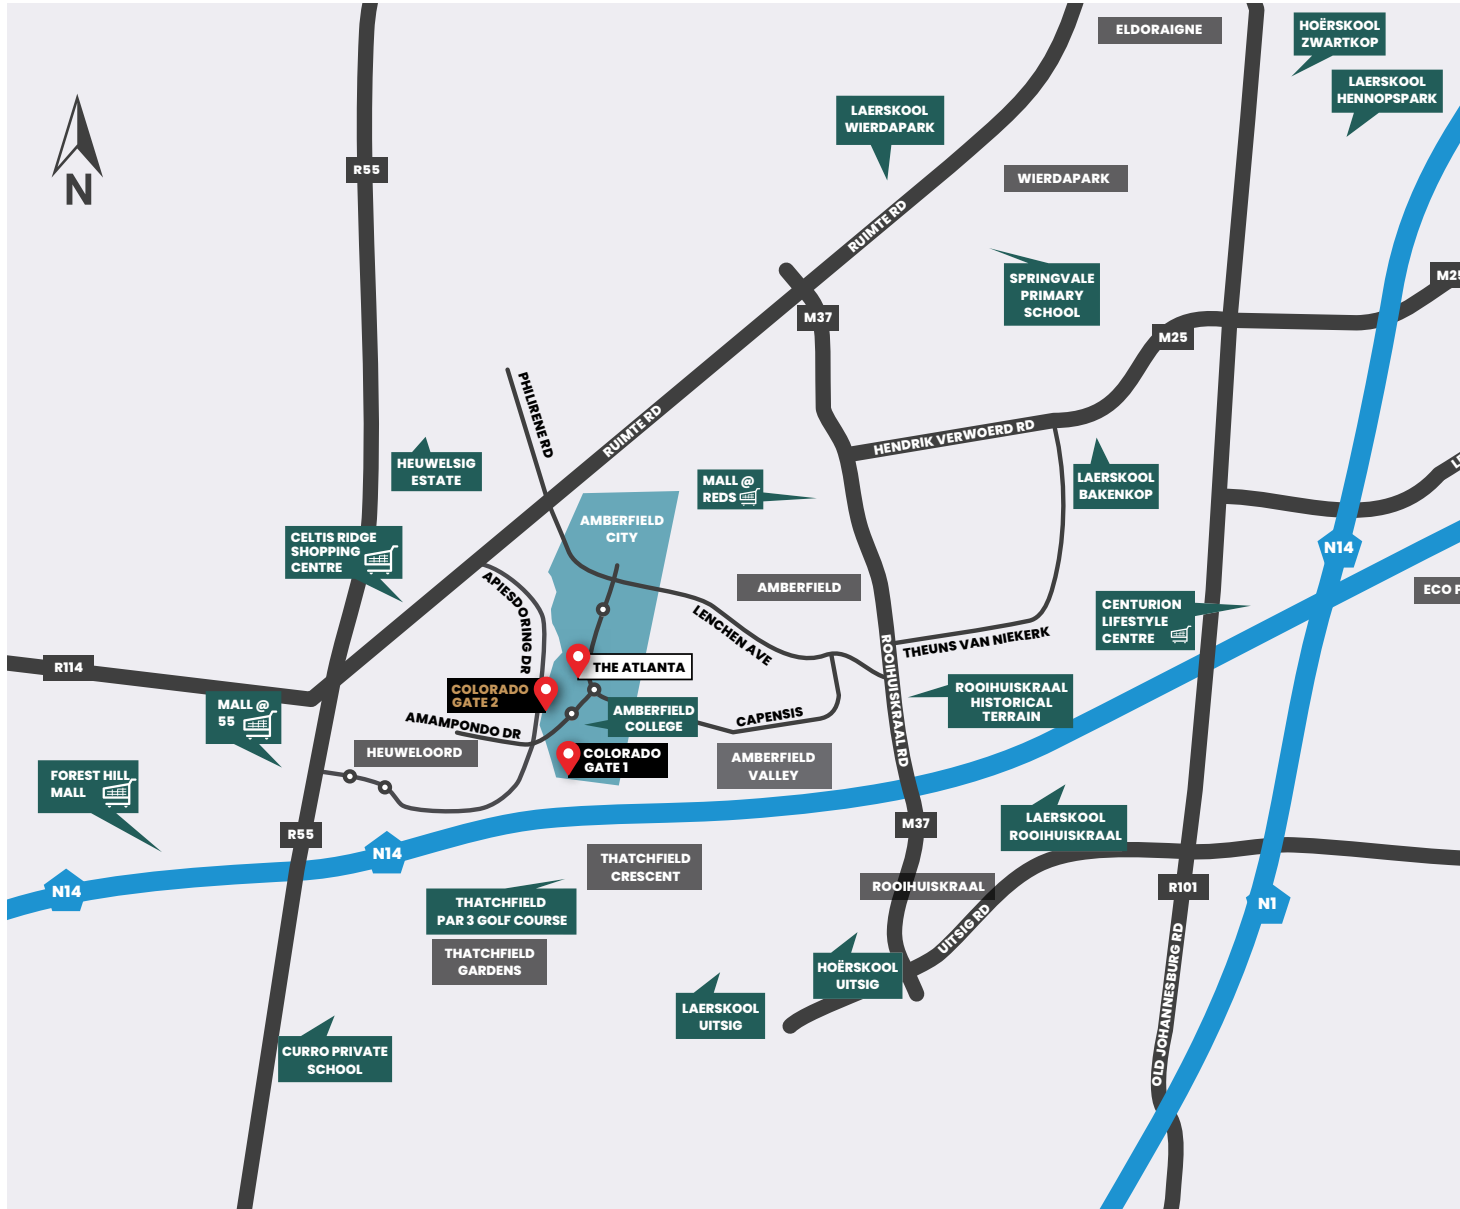 ELDORAIGNE
HOËRSKOOL
ZWARTKOP
LAERSKOOL
HENNOPSPARK
LAERSKOOL
WIERDAPARK
N
R55
WIERDAPARK
RUIMTE RD
SPRINGVALE
PRIMARY
SCHOOL
M25
M37
M25
PHILIRENE RD
RUIMTE RD
HENDRIK VERWOERD RD
HEUWELSIG
ESTATE
MALL @
REDS
LAERSKOOL
BAKENKOP
AMBERFIELD
CITY
CELTIS RIDGE
SHOPPING
CENTRE
N14
APIESDORING DR
AMBERFIELD
ECO
CENTURION
LIFESTYLE
CENTRE
LENCHEN AVE
THEUNS VAN NIEKERK
ROOIHUISKRAAL RD
R114
THE ATLANTA
COLORADO
GATE 2
ROOIHUISKRAAL
HISTORICAL
TERRAIN
MALL @
55
AMBERFIELD
COLLEGE
CAPENSIS
AMAMPONDO DR
HEUWELOORD
COLORADO
GATE 1
AMBERFIELD
VALLEY
FOREST HILL
MALL
R55
M37
LAERSKOOL
ROOIHUISKRAAL
N14
N14
THATCHFIELD
CRESCENT
ROOIHUISKRAAL
R101
N1
THATCHFIELD
PAR 3 GOLF COURSE
UITSIG RD
THATCHFIELD
GARDENS
HOËRSKOOL
UITSIG
OLD JOHANNESBURG RD
LAERSKOOL
UITSIG
CURRO PRIVATE
SCHOOL